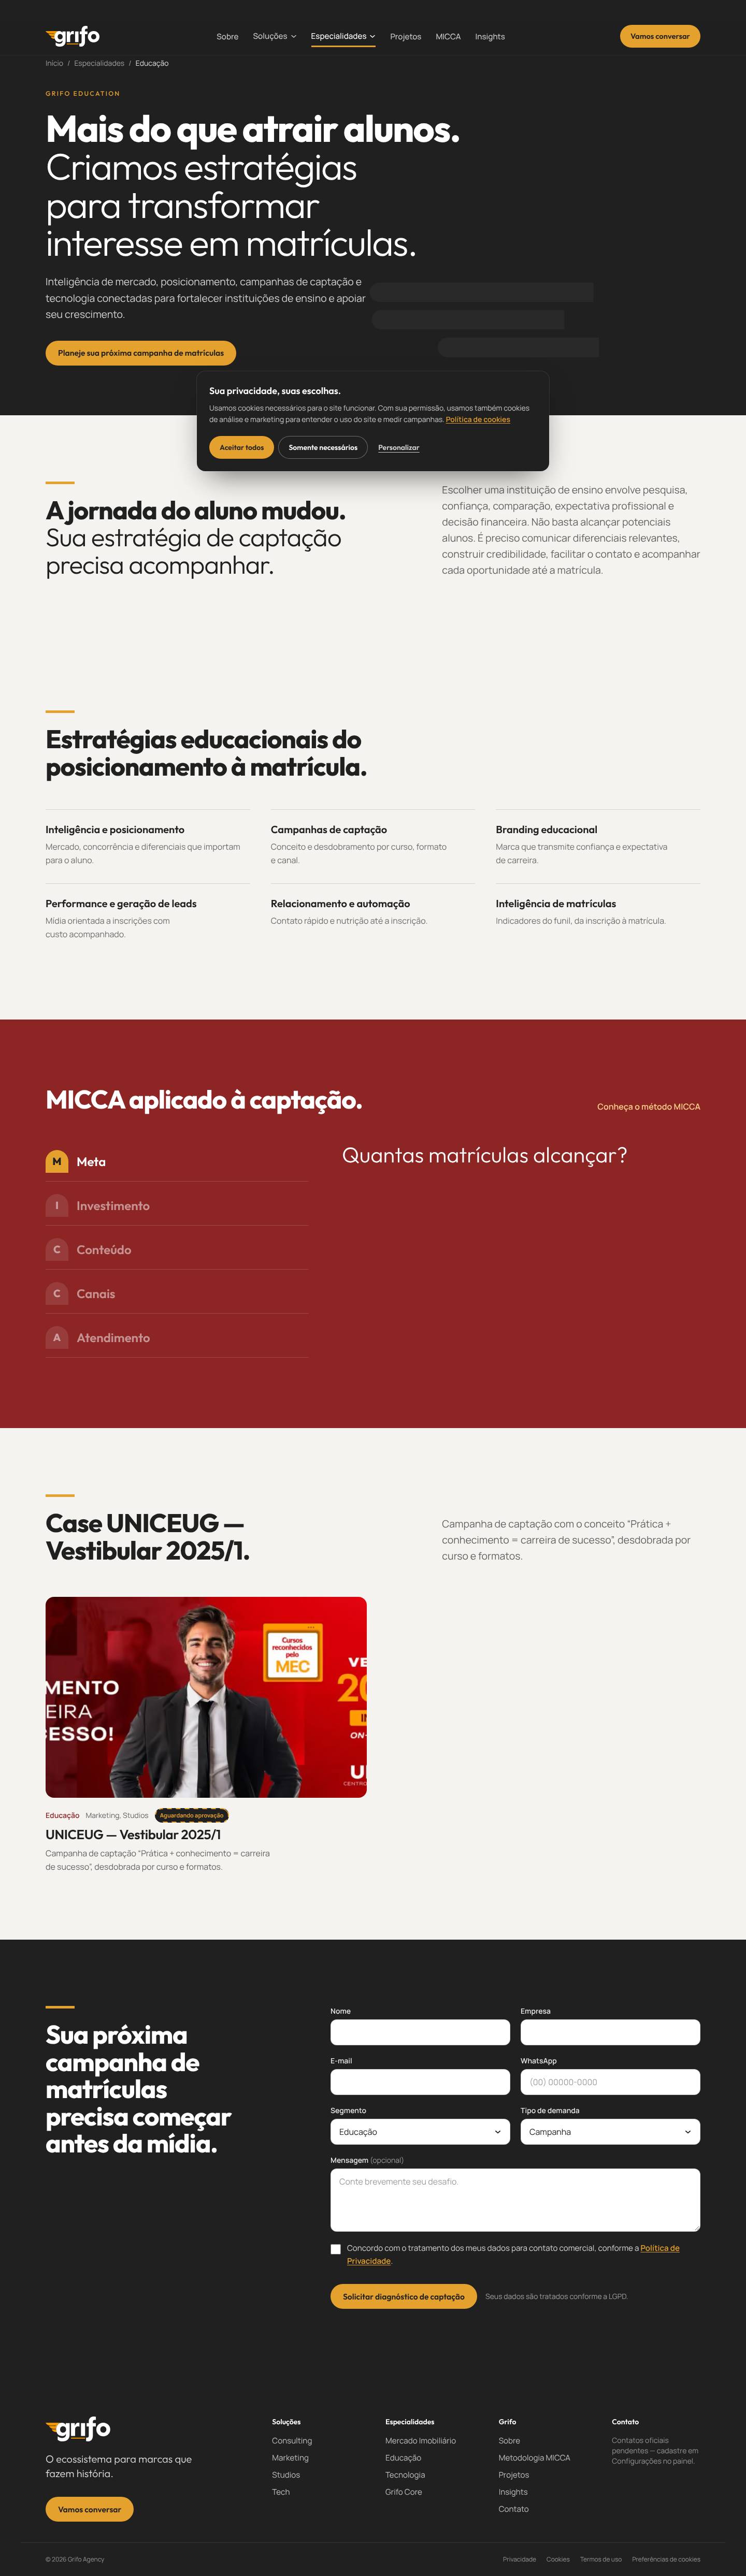 grifo
Sobre
Soluções
Especialidades
Projetos
MICCA
Insights
Vamos conversar
Início / Especialidades / Educação
GRIFO EDUCATION
Mais do que atrair alunos.
Criamos estratégias
para transformar
interesse em matrículas.
Inteligência de mercado, posicionamento, campanhas de captação e
tecnologia conectadas para fortalecer instituições de ensino e apoiar
seu crescimento.
Planeje sua próxima campanha de matrículas
Sua privacidade, suas escolhas.
Usamos cookies necessários para o site funcionar. Com sua permissão, usamos também cookies
de análise e marketing para entender o uso do site e medir campanhas. Política de cookies
Aceitar todos
Somente necessários
Personalizar
A jornada do aluno mudou.
Sua estratégia de captação
precisa acompanhar.
Escolher uma instituição de ensino envolve pesquisa,
confiança, comparação, expectativa profissional e
decisão financeira. Não basta alcançar potenciais
alunos. É preciso comunicar diferenciais relevantes,
construir credibilidade, facilitar o contato e acompanhar
cada oportunidade até a matrícula.
Estratégias educacionais do
posicionamento à matrícula.
Inteligência e posicionamento
Mercado, concorrência e diferenciais que importam
para o aluno.
Campanhas de captação
Conceito e desdobramento por curso, formato
e canal.
Branding educacional
Marca que transmite confiança e expectativa
de carreira.
Performance e geração de leads
Mídia orientada a inscrições com
custo acompanhado.
Relacionamento e automação
Contato rápido e nutrição até a inscrição.
Inteligência de matrículas
Indicadores do funil, da inscrição à matrícula.
MICCA aplicado à captação.
Conheça o método MICCA
M Meta
I Investimento
C Conteúdo
C Canais
A Atendimento
Quantas matrículas alcançar?
Case UNICEUG —
Vestibular 2025/1.
Campanha de captação com o conceito “Prática +
conhecimento = carreira de sucesso”, desdobrada por
curso e formatos.
MENTO
EIRA
ESSO!
Cursos
reconhecidos
pelo
MEC
VE
20
IN
ON-
U
CENTRO
Educação
Marketing, Studios
Aguardando aprovação
UNICEUG — Vestibular 2025/1
Campanha de captação “Prática + conhecimento = carreira
de sucesso”, desdobrada por curso e formatos.
Sua próxima
campanha de
matrículas
precisa começar
antes da mídia.
Nome
Empresa
E-mail
WhatsApp
(00) 00000-0000
Segmento
Educação
Tipo de demanda
Campanha
Mensagem (opcional)
Conte brevemente seu desafio.
Concordo com o tratamento dos meus dados para contato comercial, conforme a Política de
Privacidade.
Solicitar diagnóstico de captação
Seus dados são tratados conforme a LGPD.
grifo
O ecossistema para marcas que
fazem história.
Vamos conversar
Soluções
Consulting
Marketing
Studios
Tech
Especialidades
Mercado Imobiliário
Educação
Tecnologia
Grifo Core
Grifo
Sobre
Metodologia MICCA
Projetos
Insights
Contato
Contato
Contatos oficiais
pendentes — cadastre em
Configurações no painel.
© 2026 Grifo Agency
Privacidade
Cookies
Termos de uso
Preferências de cookies